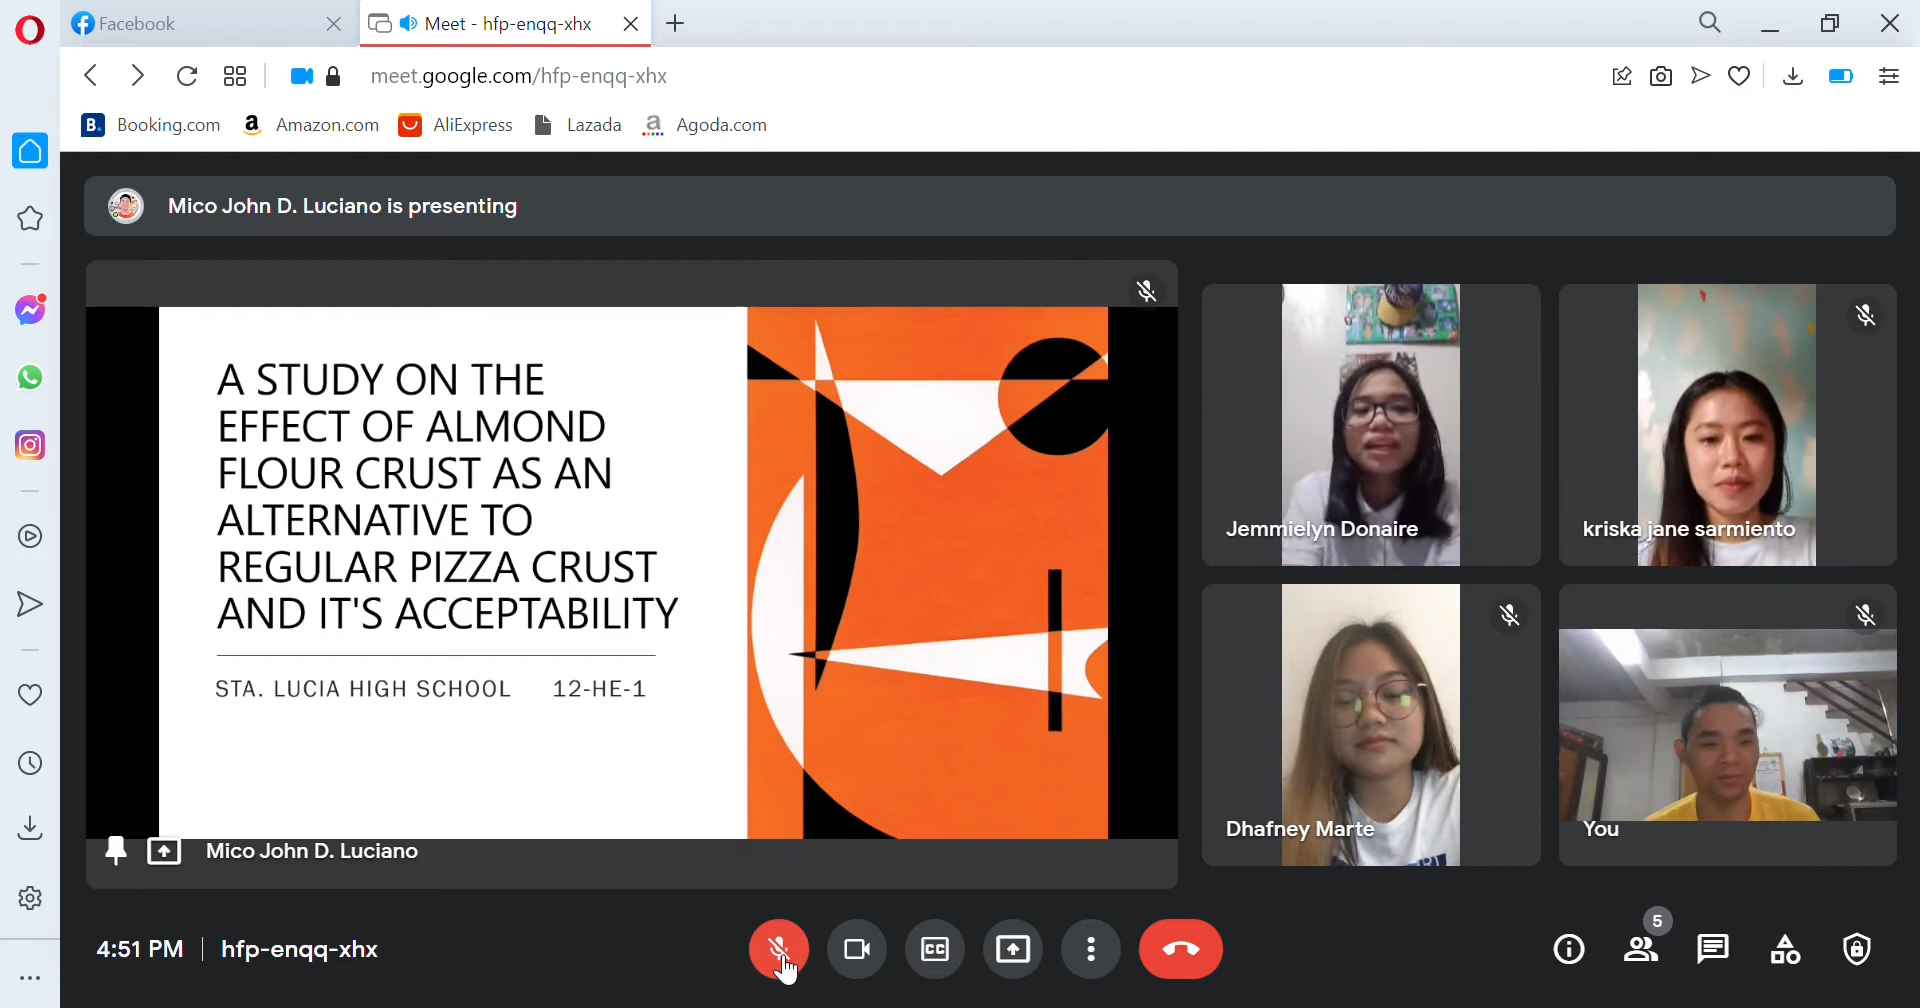 Facebook
Meet - hfp-enqq-xhx
meet.google.com/hfp-enqq-xhx
Booking.com
Amazon.com
AliExpress
Lazada
Agoda.com
Mico John D. Luciano is presenting
A STUDY ON THE
EFFECT OF ALMOND
FLOUR CRUST AS AN
ALTERNATIVE TO
REGULAR PIZZA CRUST
AND IT'S ACCEPTABILITY
STA. LUCIA HIGH SCHOOL 12-HE-1
Mico John D. Luciano
Jemmielyn Donaire
kriska jane sarmiento
Dhafney Marte
You
4:51 PM
hfp-enqq-xhx
CC
5